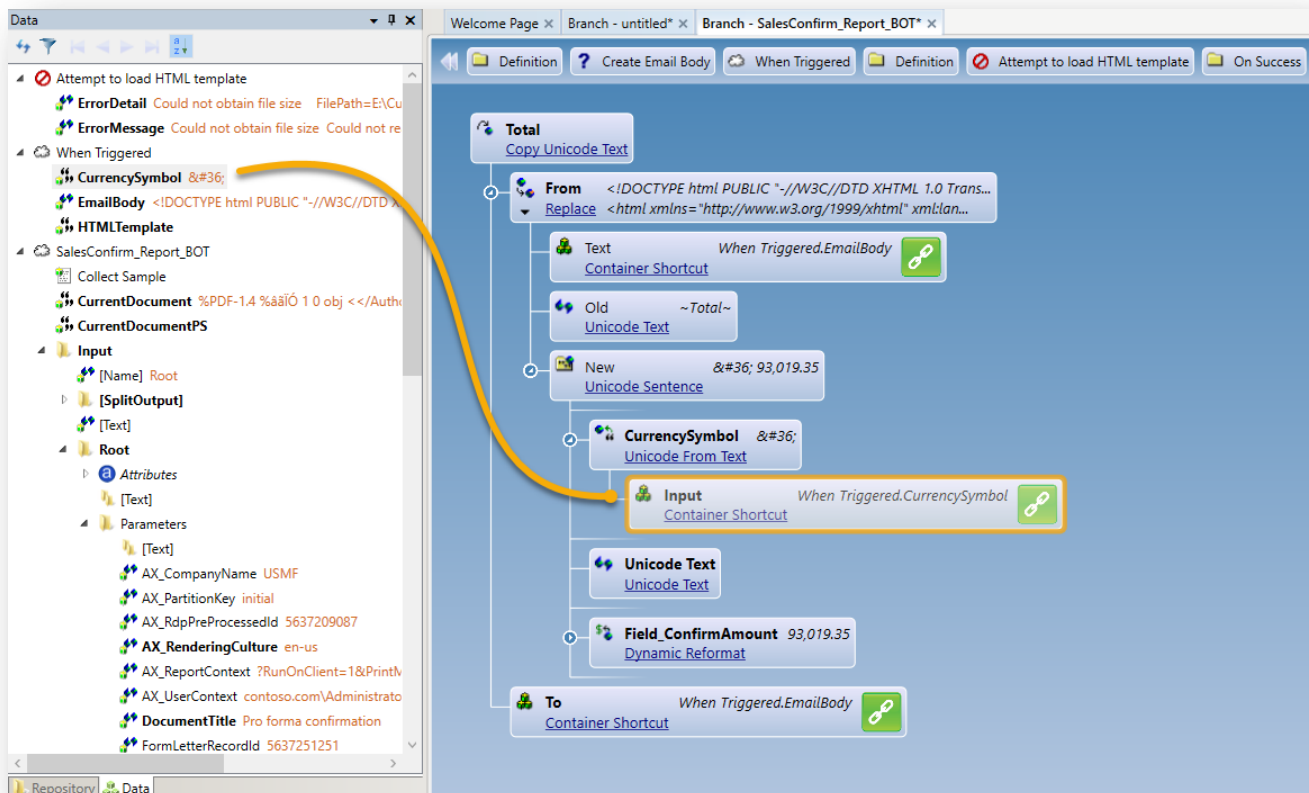 Data
Attempt to load HTML template
ErrorDetail Could not obtain file size FilePath=E:\Cu
ErrorMessage Could not obtain file size Could not re
When Triggered
CurrencySymbol &#36;
EmailBody <!DOCTYPE html PUBLIC "-//W3C//DTD X
HTMLTemplate
SalesConfirm_Report_BOT
Collect Sample
CurrentDocument %PDF-1.4 %âãÏÓ 1 0 obj <</Autho
CurrentDocumentPS
Input
[Name] Root
[SplitOutput]
[Text]
Root
Attributes
[Text]
Parameters
[Text]
AX_CompanyName USMF
AX_PartitionKey initial
AX_RdpPreProcessedId 5637209087
AX_RenderingCulture en-us
AX_ReportContext ?RunOnClient=1&PrintM
AX_UserContext contoso.com\Administrato
DocumentTitle Pro forma confirmation
FormLetterRecordId 5637251251
Repository Data
Welcome Page Branch - untitled* Branch - SalesConfirm_Report_BOT*
Definition ? Create Email Body When Triggered Definition Attempt to load HTML template On Success
Total
Copy Unicode Text
From <!DOCTYPE html PUBLIC "-//W3C//DTD XHTML 1.0 Trans...
Replace <html xmlns="http://www.w3.org/1999/xhtml" xml:lan...
Text When Triggered.EmailBody
Container Shortcut
Old ~Total~
Unicode Text
New &#36; 93,019.35
Unicode Sentence
CurrencySymbol &#36;
Unicode From Text
Input When Triggered.CurrencySymbol
Container Shortcut
Unicode Text
Unicode Text
Field_ConfirmAmount 93,019.35
Dynamic Reformat
To When Triggered.EmailBody
Container Shortcut